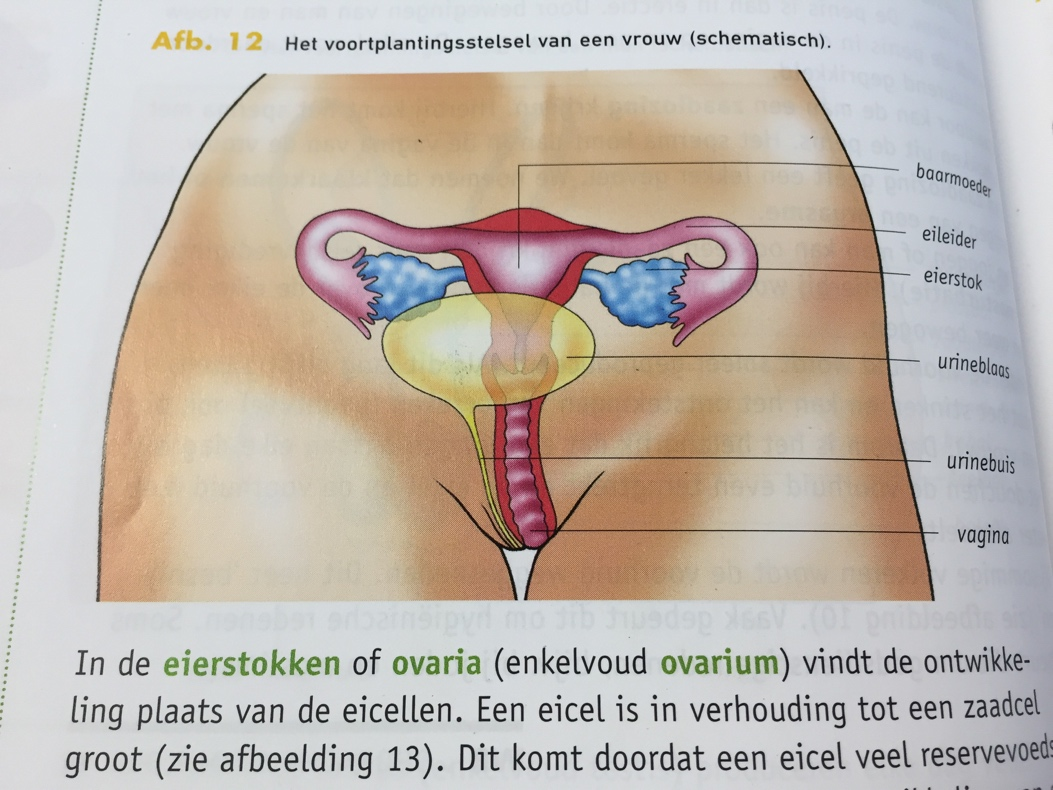 Afb. 12 Het voortplantingsstelsel van een vrouw (schematisch).
baarmoeder
eileider
eierstok
urineblaas
urinebuis
vagina
In de eierstokken of ovaria (enkelvoud ovarium) vindt de ontwikke-
ling plaats van de eicellen. Een eicel is in verhouding tot een zaadcel
groot (zie afbeelding 13). Dit komt doordat een eicel veel reservevoeds